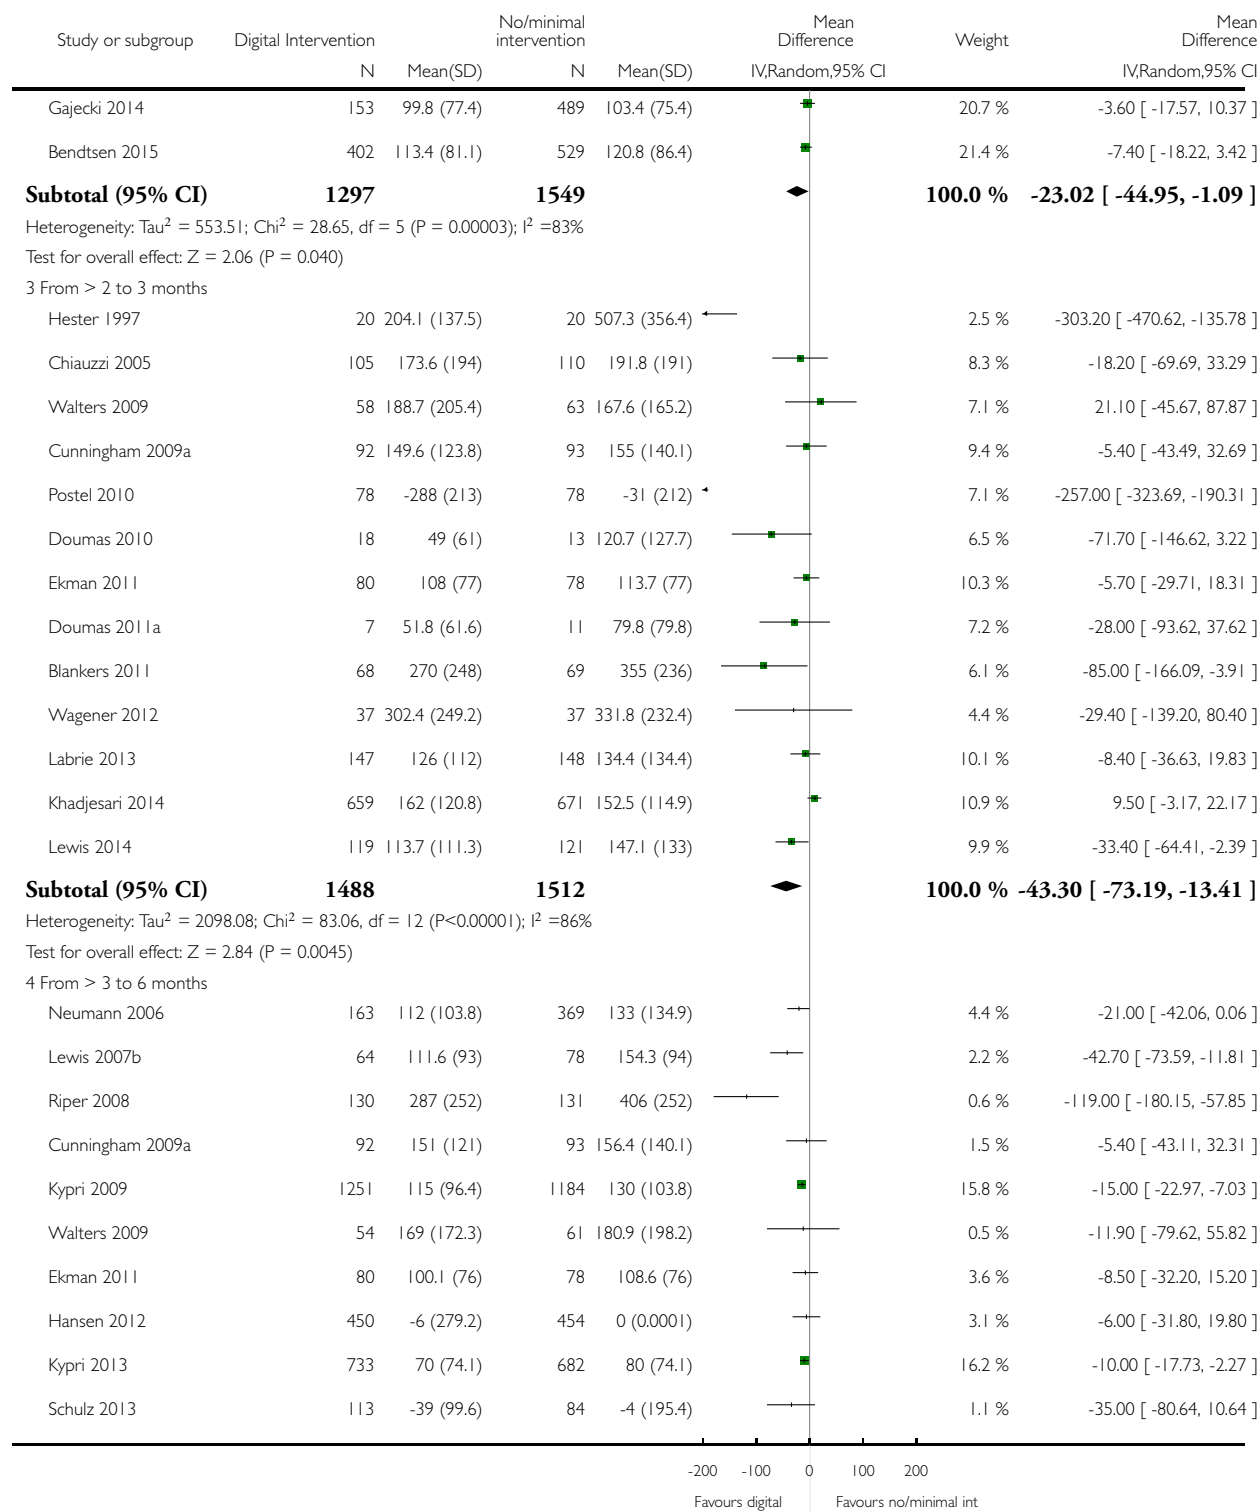 Study or subgroup Digital Intervention No/minimal intervention Mean Difference Weight Mean Difference
N Mean(SD) N Mean(SD) IV,Random,95% CI IV,Random,95% CI
Gajecki 2014 153 99.8 (77.4) 489 103.4 (75.4) 20.7 % -3.60 [ -17.57, 10.37 ]
Bendtsen 2015 402 113.4 (81.1) 529 120.8 (86.4) 21.4 % -7.40 [ -18.22, 3.42 ]
Subtotal (95% CI) 1297 1549 100.0 % -23.02 [ -44.95, -1.09 ]
Heterogeneity: Tau² = 553.51; Chi² = 28.65, df = 5 (P = 0.00003); I² =83%
Test for overall effect: Z = 2.06 (P = 0.040)
3 From > 2 to 3 months
Hester 1997 20 204.1 (137.5) 20 507.3 (356.4) 2.5 % -303.20 [ -470.62, -135.78 ]
Chiauzzi 2005 105 173.6 (194) 110 191.8 (191) 8.3 % -18.20 [ -69.69, 33.29 ]
Walters 2009 58 188.7 (205.4) 63 167.6 (165.2) 7.1 % 21.10 [ -45.67, 87.87 ]
Cunningham 2009a 92 149.6 (123.8) 93 155 (140.1) 9.4 % -5.40 [ -43.49, 32.69 ]
Postel 2010 78 -288 (213) 78 -31 (212) 7.1 % -257.00 [ -323.69, -190.31 ]
Doumas 2010 18 49 (61) 13 120.7 (127.7) 6.5 % -71.70 [ -146.62, 3.22 ]
Ekman 2011 80 108 (77) 78 113.7 (77) 10.3 % -5.70 [ -29.71, 18.31 ]
Doumas 2011a 7 51.8 (61.6) 11 79.8 (79.8) 7.2 % -28.00 [ -93.62, 37.62 ]
Blankers 2011 68 270 (248) 69 355 (236) 6.1 % -85.00 [ -166.09, -3.91 ]
Wagener 2012 37 302.4 (249.2) 37 331.8 (232.4) 4.4 % -29.40 [ -139.20, 80.40 ]
Labrie 2013 147 126 (112) 148 134.4 (134.4) 10.1 % -8.40 [ -36.63, 19.83 ]
Khadjesari 2014 659 162 (120.8) 671 152.5 (114.9) 10.9 % 9.50 [ -3.17, 22.17 ]
Lewis 2014 119 113.7 (111.3) 121 147.1 (133) 9.9 % -33.40 [ -64.41, -2.39 ]
Subtotal (95% CI) 1488 1512 100.0 % -43.30 [ -73.19, -13.41 ]
Heterogeneity: Tau² = 2098.08; Chi² = 83.06, df = 12 (P<0.00001); I² =86%
Test for overall effect: Z = 2.84 (P = 0.0045)
4 From > 3 to 6 months
Neumann 2006 163 112 (103.8) 369 133 (134.9) 4.4 % -21.00 [ -42.06, 0.06 ]
Lewis 2007b 64 111.6 (93) 78 154.3 (94) 2.2 % -42.70 [ -73.59, -11.81 ]
Riper 2008 130 287 (252) 131 406 (252) 0.6 % -119.00 [ -180.15, -57.85 ]
Cunningham 2009a 92 151 (121) 93 156.4 (140.1) 1.5 % -5.40 [ -43.11, 32.31 ]
Kypri 2009 1251 115 (96.4) 1184 130 (103.8) 15.8 % -15.00 [ -22.97, -7.03 ]
Walters 2009 54 169 (172.3) 61 180.9 (198.2) 0.5 % -11.90 [ -79.62, 55.82 ]
Ekman 2011 80 100.1 (76) 78 108.6 (76) 3.6 % -8.50 [ -32.20, 15.20 ]
Hansen 2012 450 -6 (279.2) 454 0 (0.0001) 3.1 % -6.00 [ -31.80, 19.80 ]
Kypri 2013 733 70 (74.1) 682 80 (74.1) 16.2 % -10.00 [ -17.73, -2.27 ]
Schulz 2013 113 -39 (99.6) 84 -4 (195.4) 1.1 % -35.00 [ -80.64, 10.64 ]
-200 -100 0 100 200
Favours digital Favours no/minimal int